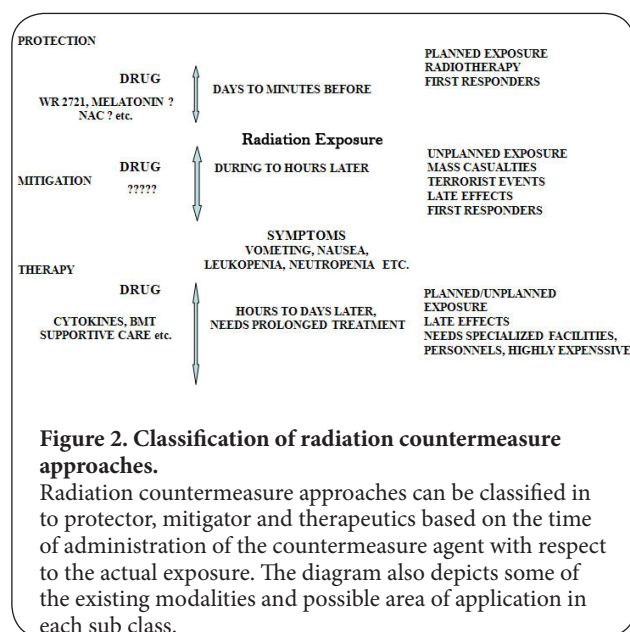 PROTECTION
DRUG
WR 2721, MELATONIN ?
NAC ? etc.
DAYS TO MINUTES BEFORE
PLANNED EXPOSURE
RADIOTHERAPY
FIRST RESPONDERS
Radiation Exposure
MITIGATION
DRUG
?????
DURING TO HOURS LATER
UNPLANNED EXPOSURE
MASS CASUALTIES
TERRORIST EVENTS
LATE EFFECTS
FIRST RESPONDERS
SYMPTOMS
VOMETING, NAUSEA,
LEUKOPENIA, NEUTROPENIA ETC.
THERAPY
DRUG
CYTOKINES, BMT
SUPPORTIVE CARE etc.
HOURS TO DAYS LATER,
NEEDS PROLONGED TREATMENT
PLANNED/UNPLANNED
EXPOSURE
LATE EFFECTS
NEEDS SPECIALIZED FACILITIES,
PERSONNELS, HIGHLY EXPENSSIVE
Figure 2. Classification of radiation countermeasure
approaches.
Radiation countermeasure approaches can be classified in
to protector, mitigator and therapeutics based on the time
of administration of the countermeasure agent with respect
to the actual exposure. The diagram also depicts some of
the existing modalities and possible area of application in
each sub class.